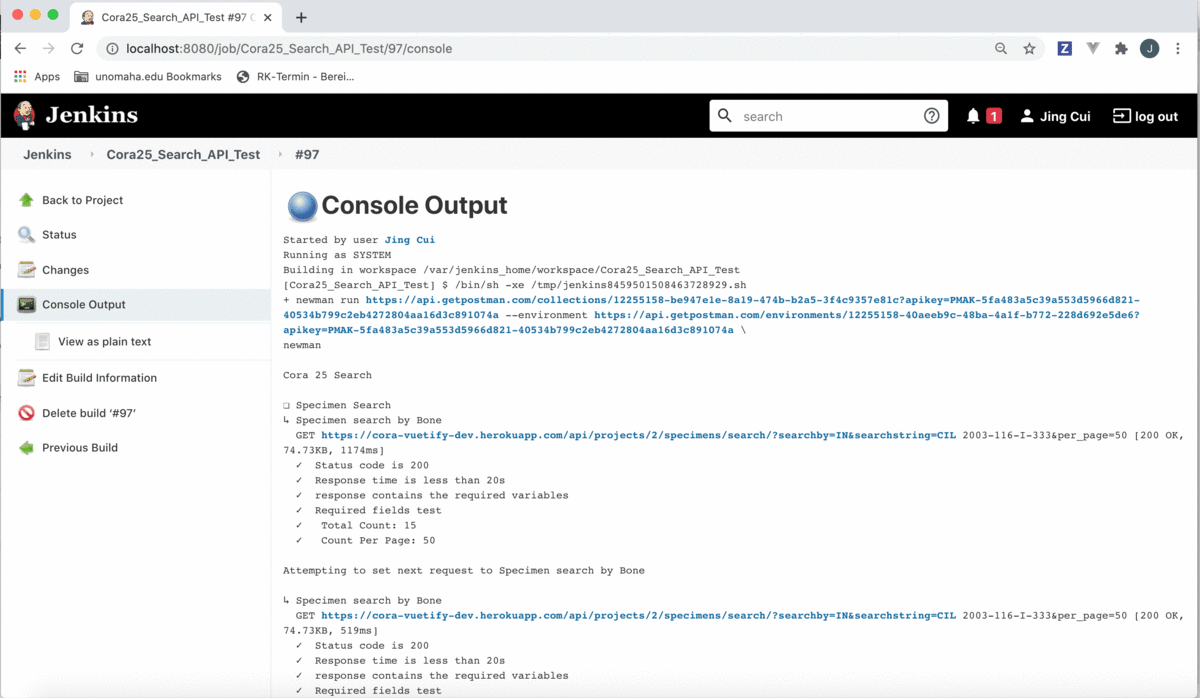 Cora25_Search_API_Test #97 C
localhost:8080/job/Cora25_Search_API_Test/97/console
Z
J
Apps
unomaha.edu Bookmarks
RK-Termin - Berei...
Jenkins
search
1
Jing Cui
log out
Jenkins
Cora25_Search_API_Test
#97
Back to Project
Status
Changes
Console Output
View as plain text
Edit Build Information
Delete build ‘#97’
Previous Build
Console Output
Started by user Jing Cui
Running as SYSTEM
Building in workspace /var/jenkins_home/workspace/Cora25_Search_API_Test
[Cora25_Search_API_Test] $ /bin/sh -xe /tmp/jenkins8459501508463728929.sh
+ newman run https://api.getpostman.com/collections/12255158-be947e1e-8a19-474b-b2a5-3f4c9357e81c?apikey=PMAK-5fa483a5c39a553d5966d821-
40534b799c2eb4272804aa16d3c891074a --environment https://api.getpostman.com/environments/12255158-40aeeb9c-48ba-4a1f-b772-228d692e5de6?
apikey=PMAK-5fa483a5c39a553d5966d821-40534b799c2eb4272804aa16d3c891074a \
newman
Cora 25 Search
❏ Specimen Search
↳ Specimen search by Bone
GET https://cora-vuetify-dev.herokuapp.com/api/projects/2/specimens/search/?searchby=IN&searchstring=CIL 2003-116-I-333&per_page=50 [200 OK,
74.73KB, 1174ms]
✓ Status code is 200
✓ Response time is less than 20s
✓ response contains the required variables
✓ Required fields test
✓ Total Count: 15
✓ Count Per Page: 50
Attempting to set next request to Specimen search by Bone
↳ Specimen search by Bone
GET https://cora-vuetify-dev.herokuapp.com/api/projects/2/specimens/search/?searchby=IN&searchstring=CIL 2003-116-I-333&per_page=50 [200 OK,
74.73KB, 519ms]
✓ Status code is 200
✓ Response time is less than 20s
✓ response contains the required variables
✓ Required fields test